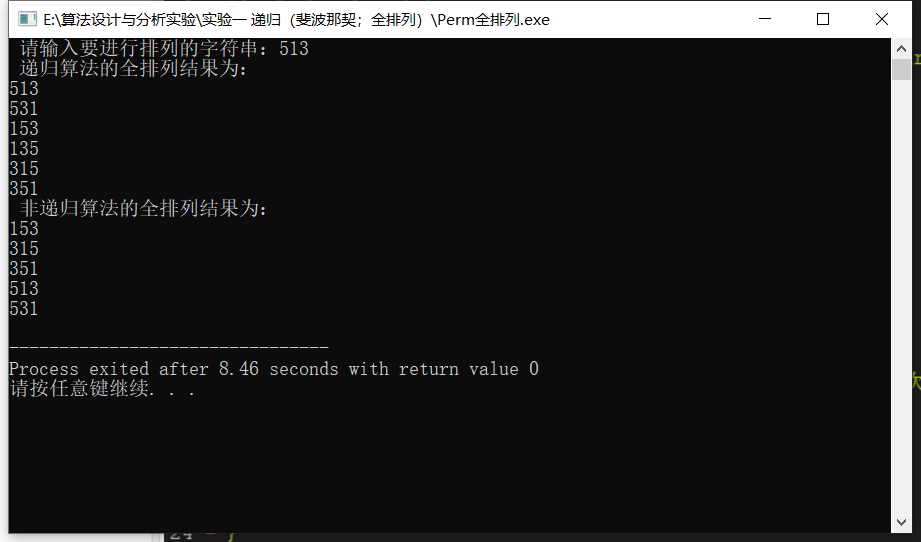 E:\算法设计与分析实验\实验一 递归（斐波那契；全排列）\Perm全排列.exe
请输入要进行排列的字符串：513
递归算法的全排列结果为：
513
531
153
135
315
351
非递归算法的全排列结果为：
153
315
351
513
531
--------------------------------
Process exited after 8.46 seconds with return value 0
请按任意键继续. . .